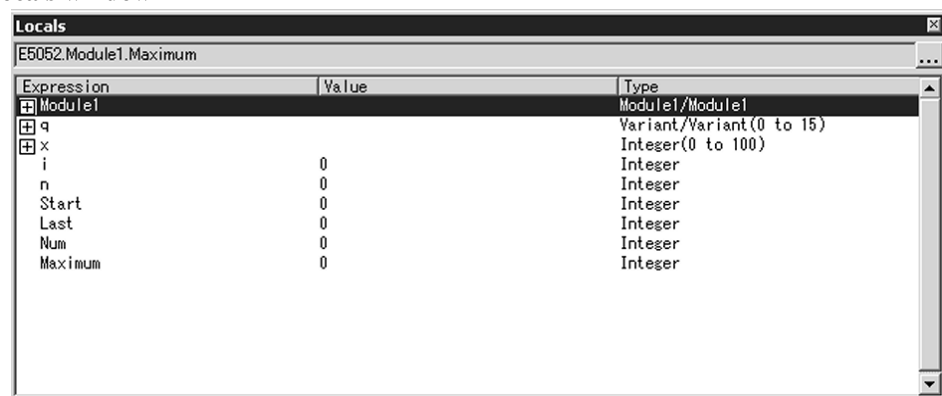 Locals
E5052.Module1.Maximum
...
Expression Value Type
Module1 Module1/Module1
q Variant/Variant(0 to 15)
x Integer(0 to 100)
i 0 Integer
n 0 Integer
Start 0 Integer
Last 0 Integer
Num 0 Integer
Maximum 0 Integer